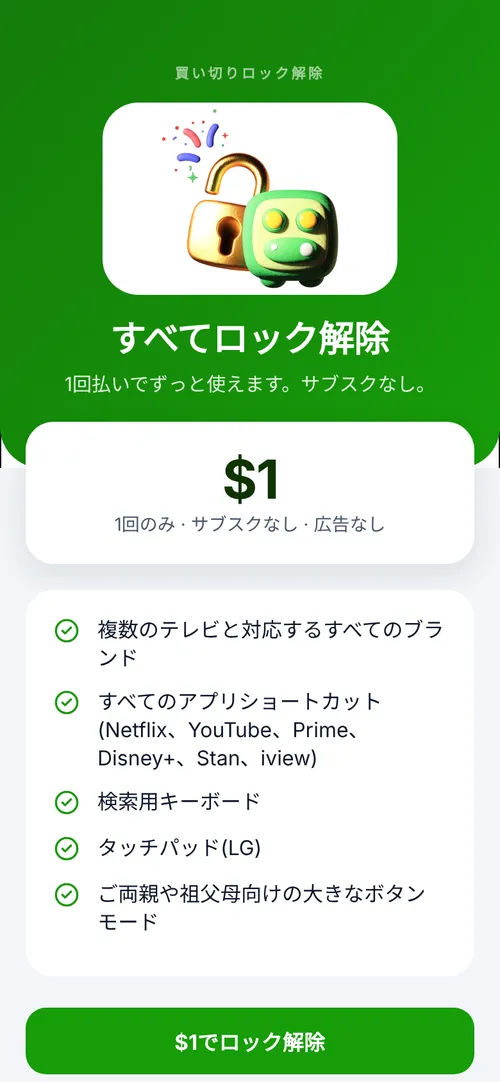 買い切りロック解除
すべてロック解除
1回払いでずっと使えます。サブスクなし。
$1
1回のみ · サブスクなし · 広告なし
複数のテレビと対応するすべてのブラ
ンド
すべてのアプリショートカット
(Netflix、YouTube、Prime、
Disney+、Stan、iview)
検索用キーボード
タッチパッド(LG)
ご両親や祖父母向けの大きなボタン
モード
$1でロック解除